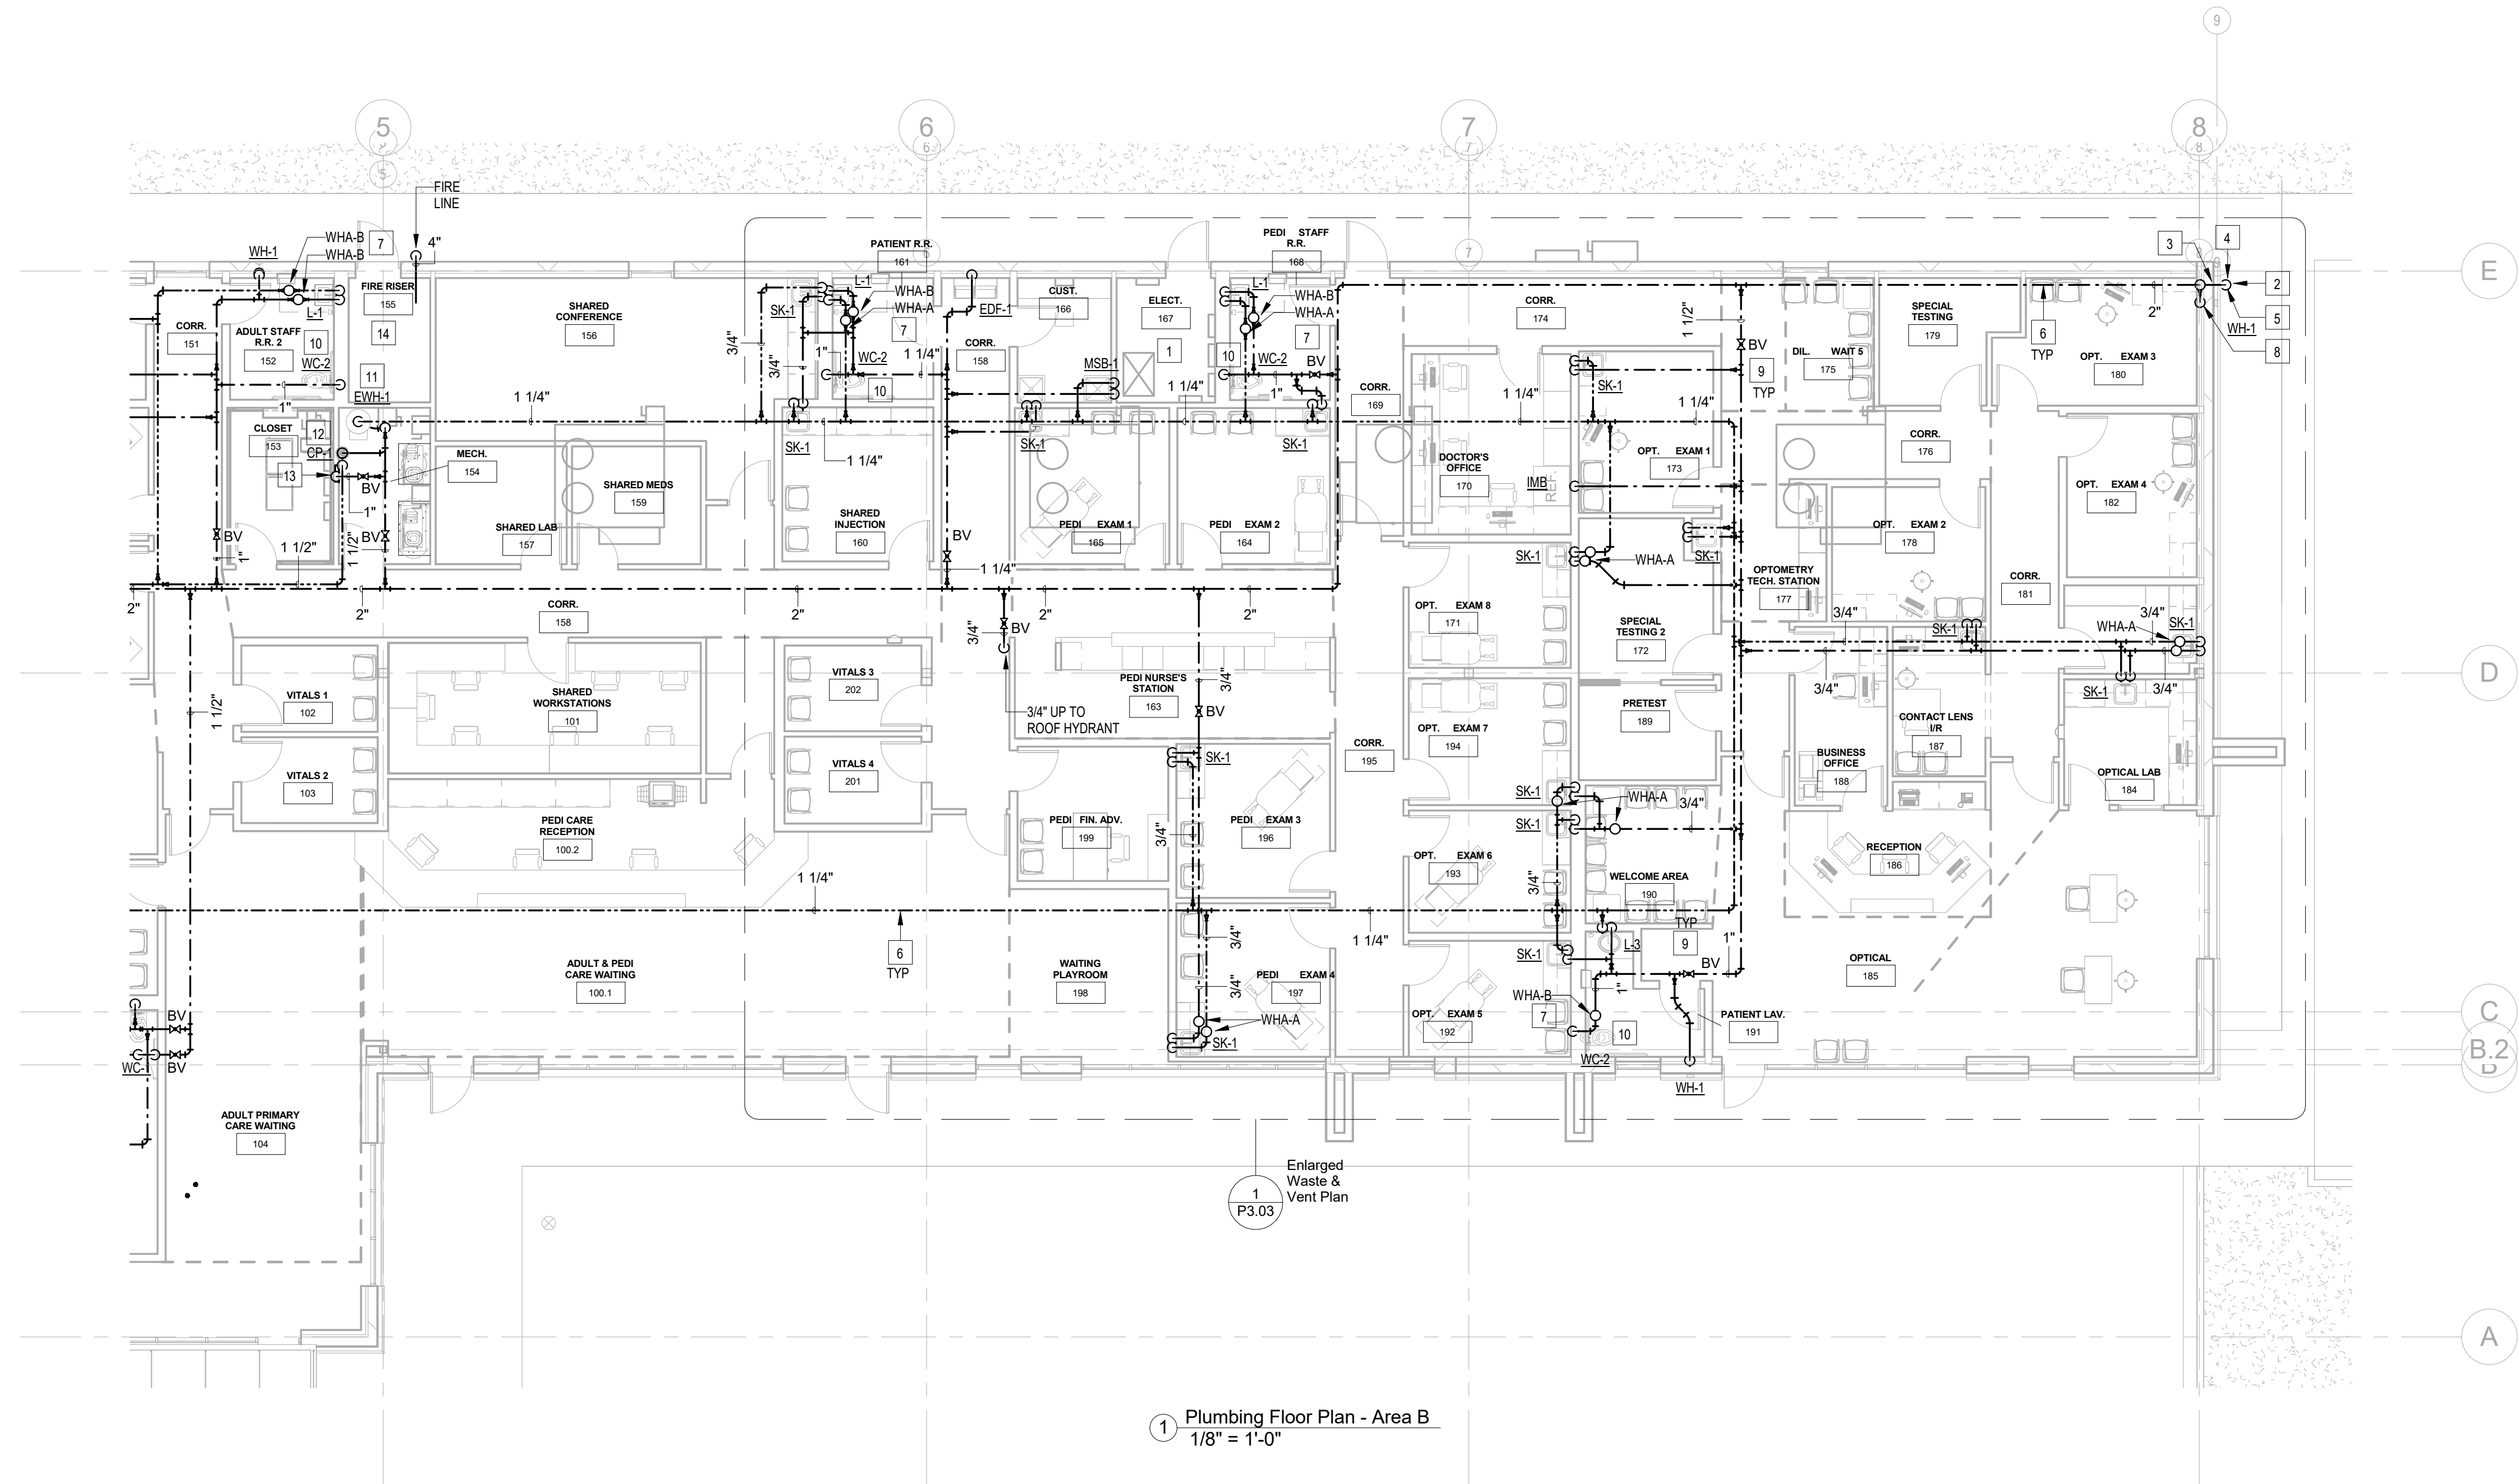 9
5
6
7
8
5
6
7
8
5
6
7
8
9
FIRE
LINE
4"
WH-1
WHA-B
7
WHA-B
L-1
FIRE RISER
155
14
CORR.
151
ADULT STAFF
R.R. 2
152
10
WC-2
11
EWH-1
1"
CLOSET
153
12
CP-1
13
BV
1"
MECH.
154
BV
1 1/2"
BV
1"
1 1/2"
2"
2"
SHARED
CONFERENCE
156
1 1/4"
SHARED LAB
157
SHARED MEDS
159
PATIENT R.R.
161
L-1
WHA-B
WHA-A
7
SK-1
3/4"
3/4"
1"
WC-2
1 1/4"
10
SK-1
1 1/4"
SHARED
INJECTION
160
EDF-1
CORR.
158
CUST.
166
MSB-1
ELECT.
167
1
1 1/4"
SK-1
BV
1 1/4"
PEDI EXAM 1
165
PEDI EXAM 2
164
PEDI STAFF
R.R.
168
L-1
WHA-B
WHA-A
7
10
WC-2
BV
1"
SK-1
CORR.
169
CORR.
174
1 1/4"
DOCTOR'S
OFFICE
170
IMB
REF.
SK-1
1 1/4"
OPT. EXAM 1
173
1 1/2"
BV
9
TYP
DIL. WAIT 5
175
SPECIAL
TESTING
179
6
TYP
2"
OPT. EXAM 3
180
3
4
2
5
WH-1
8
E
CORR.
176
OPT. EXAM 4
182
OPT. EXAM 2
178
OPTOMETRY
TECH. STATION
177
CORR.
181
SK-1
WHA-A
SK-1
OPT. EXAM 8
171
SPECIAL
TESTING 2
172
3/4"
SK-1
3/4"
WHA-A
SK-1
3/4"
SK-1
3/4"
D
CORR.
158
2"
2"
2"
3/4"
BV
3/4" UP TO
ROOF HYDRANT
PEDI NURSE'S
STATION
163
3/4"
BV
VITALS 1
102
VITALS 2
103
1 1/2"
SHARED
WORKSTATIONS
101
VITALS 3
202
VITALS 4
201
PEDI CARE
RECEPTION
100.2
1 1/4"
PEDI FIN. ADV.
199
SK-1
3/4"
PEDI EXAM 3
196
CORR.
195
OPT. EXAM 7
194
PRETEST
189
SK-1
WHA-A
3/4"
SK-1
OPT. EXAM 6
193
3/4"
WELCOME AREA
190
TYP
9
BUSINESS
OFFICE
188
CONTACT LENS
I/R
187
OPTICAL LAB
184
RECEPTION
186
6
TYP
ADULT & PEDI
CARE WAITING
100.1
WAITING
PLAYROOM
198
3/4"
3/4"
PEDI EXAM 4
197
WHA-A
SK-1
1 1/4"
SK-1
L-3
1"
BV
1"
WHA-B
7
OPT. EXAM 5
192
10
WC-2
PATIENT LAV.
191
WH-1
OPTICAL
185
C
B.2
B
BV
WC-1
BV
ADULT PRIMARY
CARE WAITING
104
1
P3.03
Enlarged
Waste &
Vent Plan
A
1
Plumbing Floor Plan - Area B
1/8" = 1'-0"